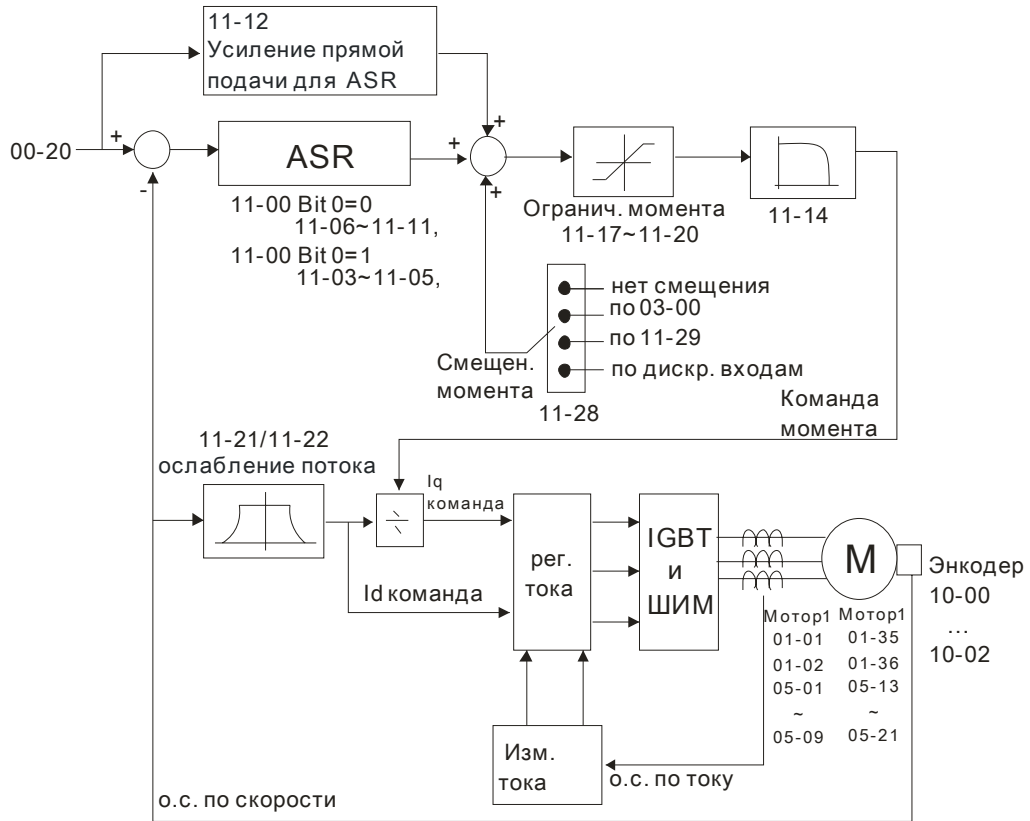 11-12
Усиление прямой
подачи для ASR
00-20
+
-
ASR
+
+
+
11-00 Bit 0=0
11-06~11-11,
11-00 Bit 0=1
11-03~11-05,
Огранич. момента
11-17~11-20
11-14
нет смещения
по 03-00
по 11-29
по дискр. входам
Смещен.
момента
11-28
Команда
момента
11-21/11-22
ослабление потока
Iq
команда
Id команда
рег.
тока
IGBT
и
ШИМ
M
Энкодер
10-00
...
10-02
Мотор1
01-01
01-02
05-01
~
05-09
Мотор1
01-35
01-36
05-13
~
05-21
Изм.
тока
о.с. по току
о.с. по скорости